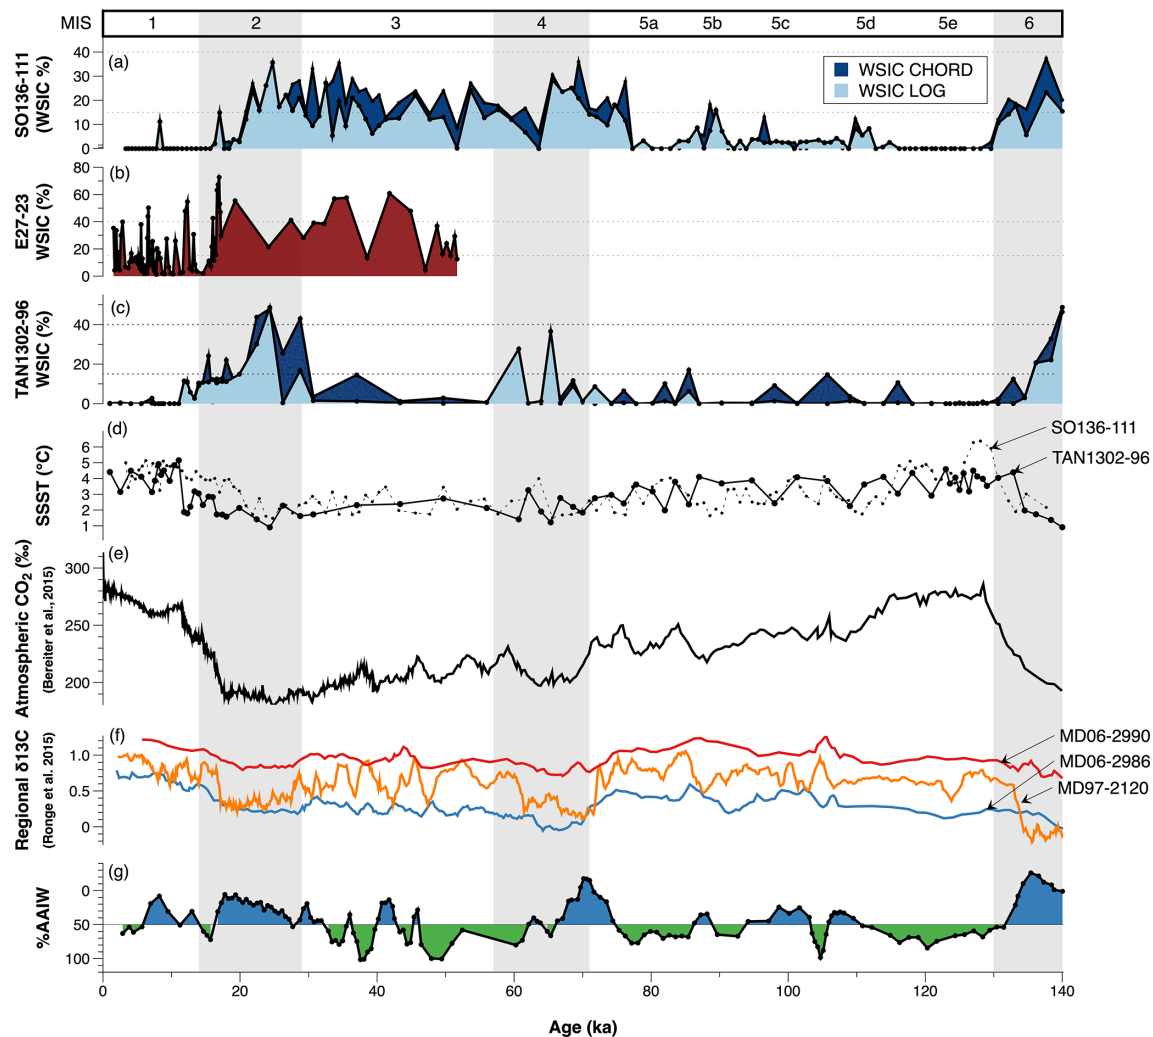 MIS 1 2 3 4 5a 5b 5c 5d 5e 6
(a)
SO136-111
(WSIC %)
40
30
20
10
0
WSIC CHORD
WSIC LOG
(b)
E27-23
WSIC (%)
80
60
40
20
0
(c)
TAN1302-96
WSIC (%)
40
20
0
(d)
SSST (°C)
6
5
4
3
2
1
SO136-111
TAN1302-96
(e)
Atmospheric CO2 (‰)
(Bereiter et al., 2015)
300
250
200
(f)
Regional δ13C
(Ronge et al. 2015)
1.0
0.5
0
MD06-2990
MD06-2986
MD97-2120
(g)
%AAIW
0
50
100
0 20 40 60 80 100 120 140
Age (ka)